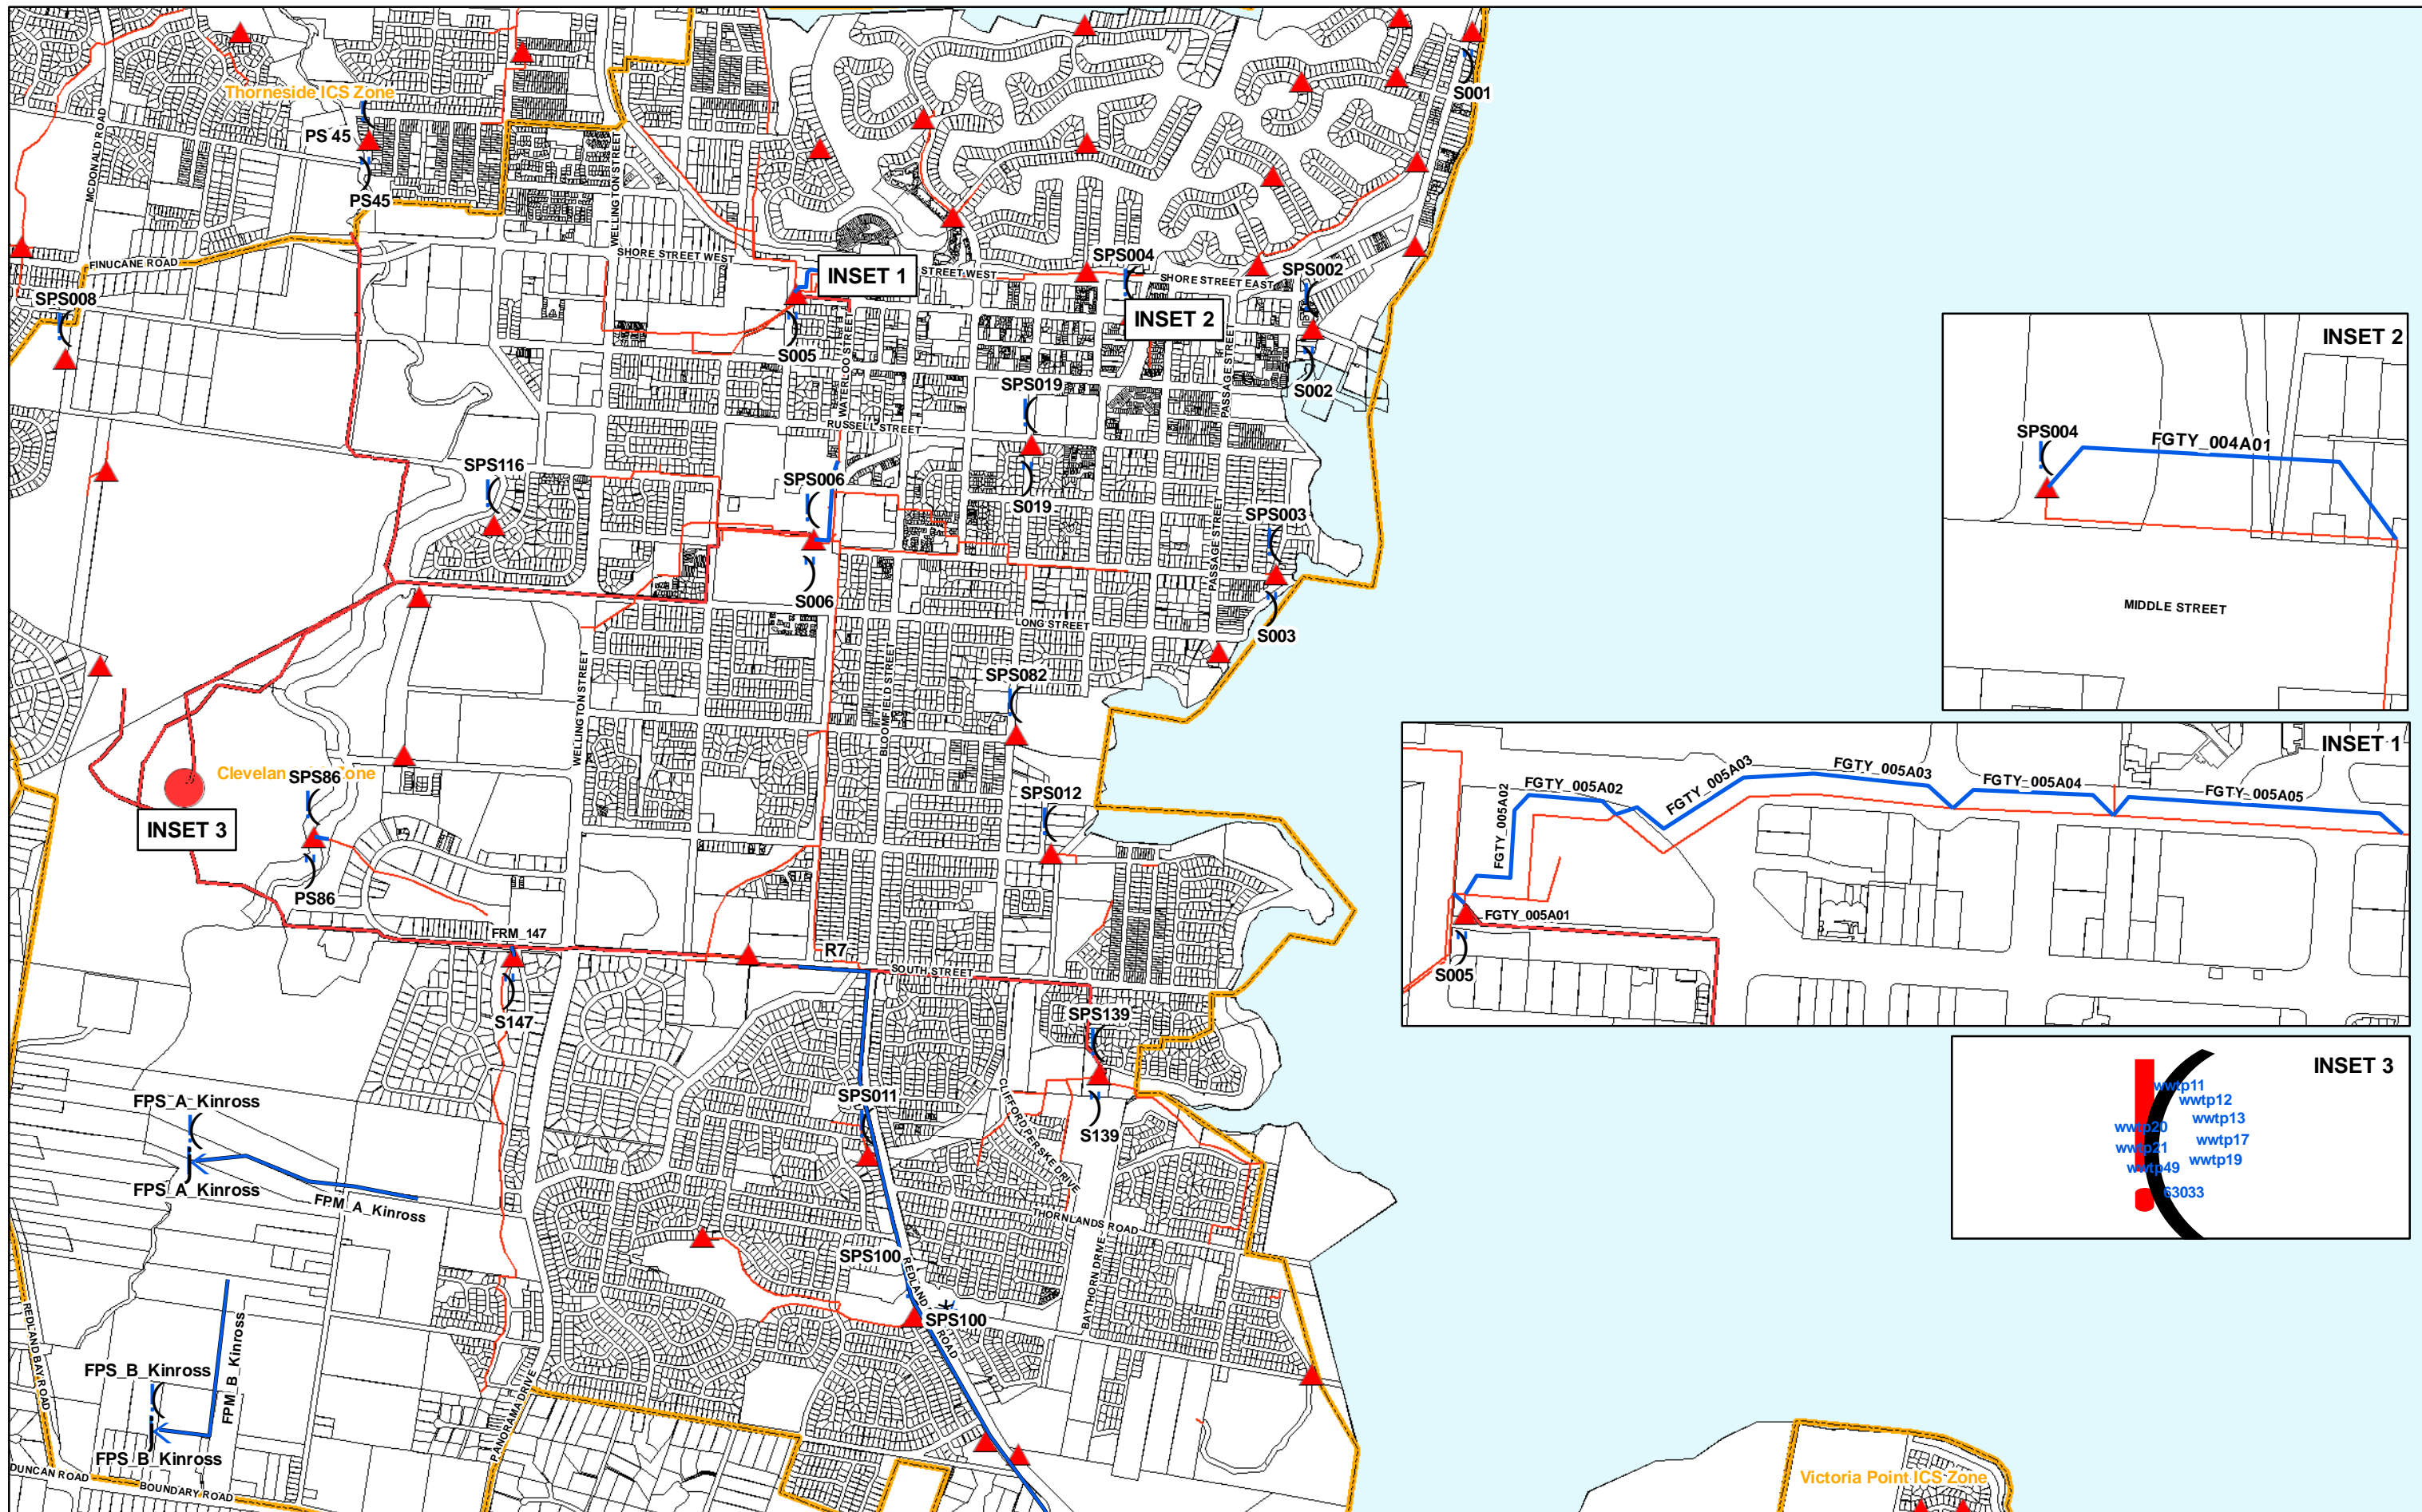 S001
Thorneside ICS Zone
MCDONALD ROAD
PS 45
WELLINGTON STREET
PS45
SHORE STREET WEST
SPS004
FINUCANE ROAD
INSET 1
STREET WEST
SHORE STREET EAST
SPS002
SPS008
INSET 2
S005
WATERLOO STREET
PASSAGE STREET
SPS019
S002
RUSSELL STREET
SPS116
SPS006
S019
SPS003
PASSAGE STREET
S006
LONG STREET
S003
SPS082
WELLINGTON STREET
BLOOMFIELD STREET
Clevelan
SPS86
one
SPS012
INSET 3
PS86
FRM_147
R7
SOUTH STREET
S147
SPS139
SPS011
FPS_A_Kinross
CLIFFORD PERSKE DRIVE
S139
FPS_A_Kinross
FPM_A_Kinross
THORNLANDS ROAD
SPS100
REDLAND
BAYTHORN DRIVE
SPS100
ROAD
REDLAND BAY ROAD
FPM_B_Kinross
FPS_B_Kinross
PANORAMA DRIVE
FPS_B_Kinross
DUNCAN ROAD
BOUNDARY ROAD
Victoria Point ICS Zone
INSET 2
SPS004
FGTY_004A01
MIDDLE STREET
INSET 1
FGTY_005A02
FGTY_005A02
FGTY_005A03
FGTY_005A03
FGTY_005A04
FGTY_005A05
FGTY_005A01
S005
INSET 3
wwtp11
wwtp12
wwtp13
wwtp20
wwtp17
wwtp21
wwtp19
wwtp49
63033